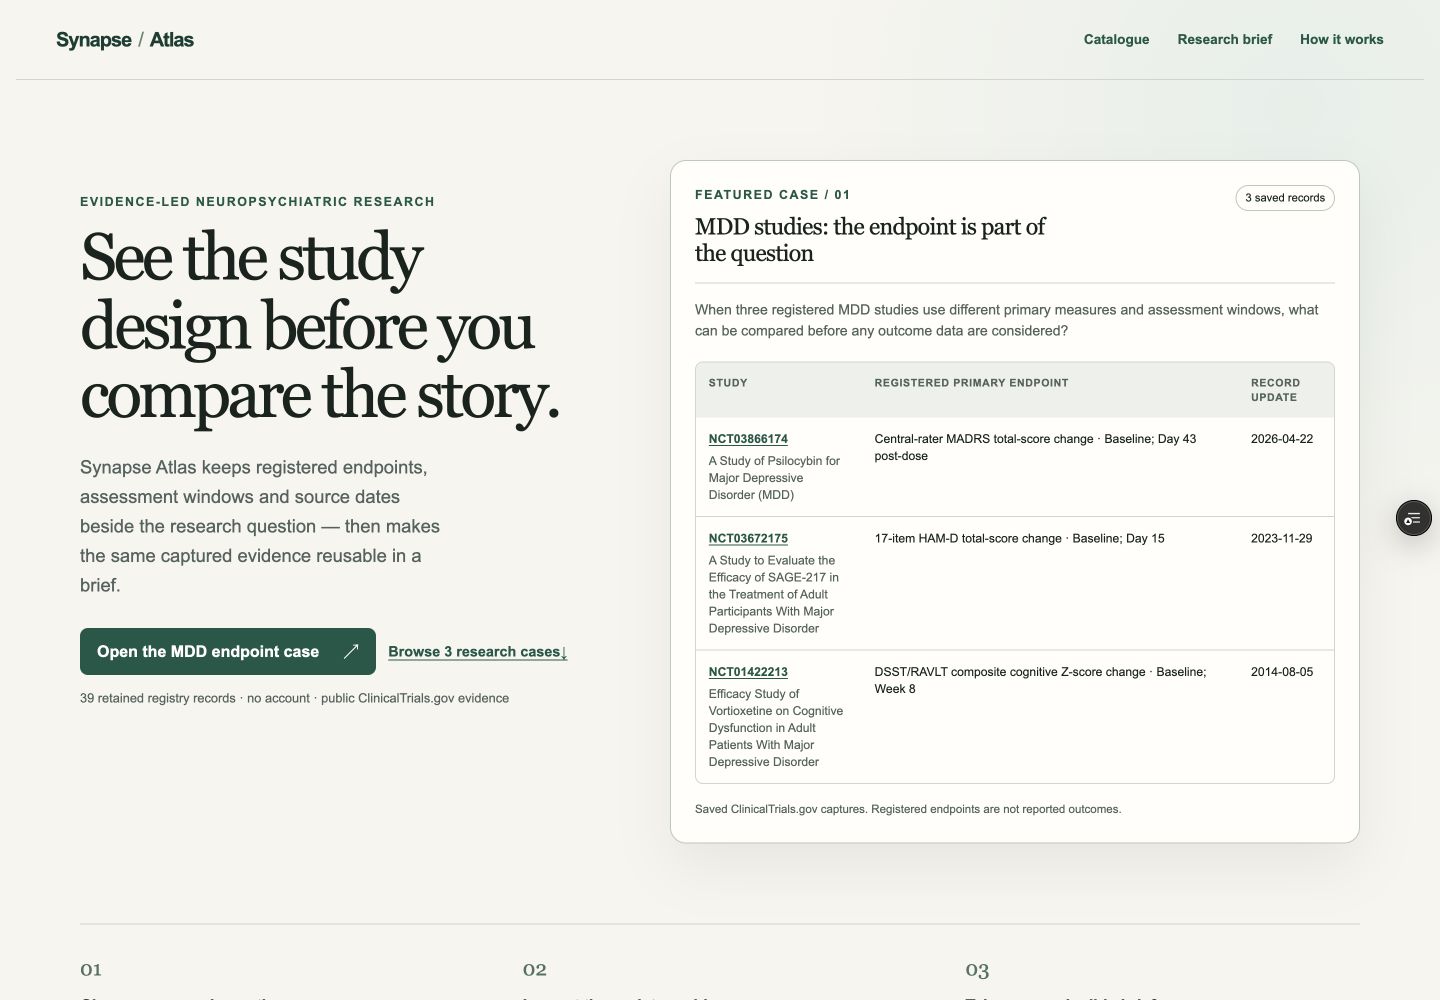 Synapse / Atlas
Catalogue
Research brief
How it works
EVIDENCE-LED NEUROPSYCHIATRIC RESEARCH
See the study
design before you
compare the story.
Synapse Atlas keeps registered endpoints,
assessment windows and source dates
beside the research question — then makes
the same captured evidence reusable in a
brief.
Open the MDD endpoint case ↗
Browse 3 research cases↓
39 retained registry records · no account · public ClinicalTrials.gov evidence
FEATURED CASE / 01
3 saved records
MDD studies: the endpoint is part of
the question
When three registered MDD studies use different primary measures and assessment windows, what
can be compared before any outcome data are considered?
STUDY
REGISTERED PRIMARY ENDPOINT
RECORD
UPDATE
NCT03866174
A Study of Psilocybin for
Major Depressive
Disorder (MDD)
Central-rater MADRS total-score change · Baseline; Day 43
post-dose
2026-04-22
NCT03672175
A Study to Evaluate the
Efficacy of SAGE-217 in
the Treatment of Adult
Participants With Major
Depressive Disorder
17-item HAM-D total-score change · Baseline; Day 15
2023-11-29
NCT01422213
Efficacy Study of
Vortioxetine on Cognitive
Dysfunction in Adult
Patients With Major
Depressive Disorder
DSST/RAVLT composite cognitive Z-score change · Baseline;
Week 8
2014-08-05
Saved ClinicalTrials.gov captures. Registered endpoints are not reported outcomes.
01
02
03